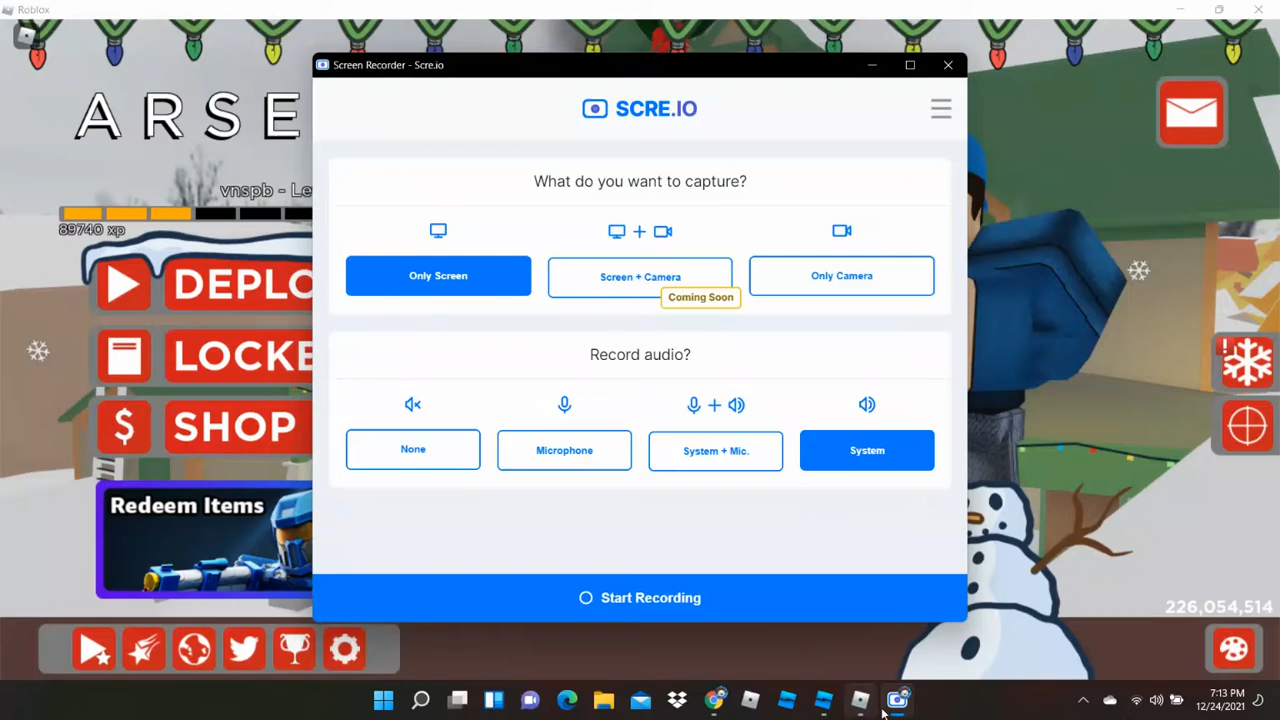 Roblox
Screen Recorder - Scre.io
SCRE.IO
ARSE
vnspb - Le
89740 xp
DEPLO
LOCKE
SHOP
Redeem Items
What do you want to capture?
Only Screen
Screen + Camera
Only Camera
Coming Soon
Record audio?
None
Microphone
System + Mic.
System
Start Recording
226,054,514
7:13 PM
12/24/2021